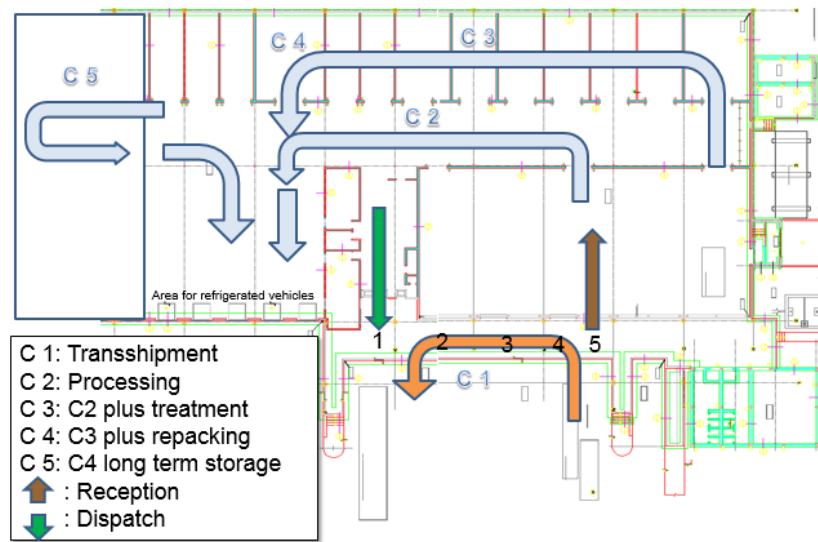 C 4
C 3
C 5
C 2
Area for refrigerated vehicles
1 2 3 4 5
C 1
C 1: Transshipment
C 2: Processing
C 3: C2 plus treatment
C 4: C3 plus repacking
C 5: C4 long term storage
: Reception
: Dispatch